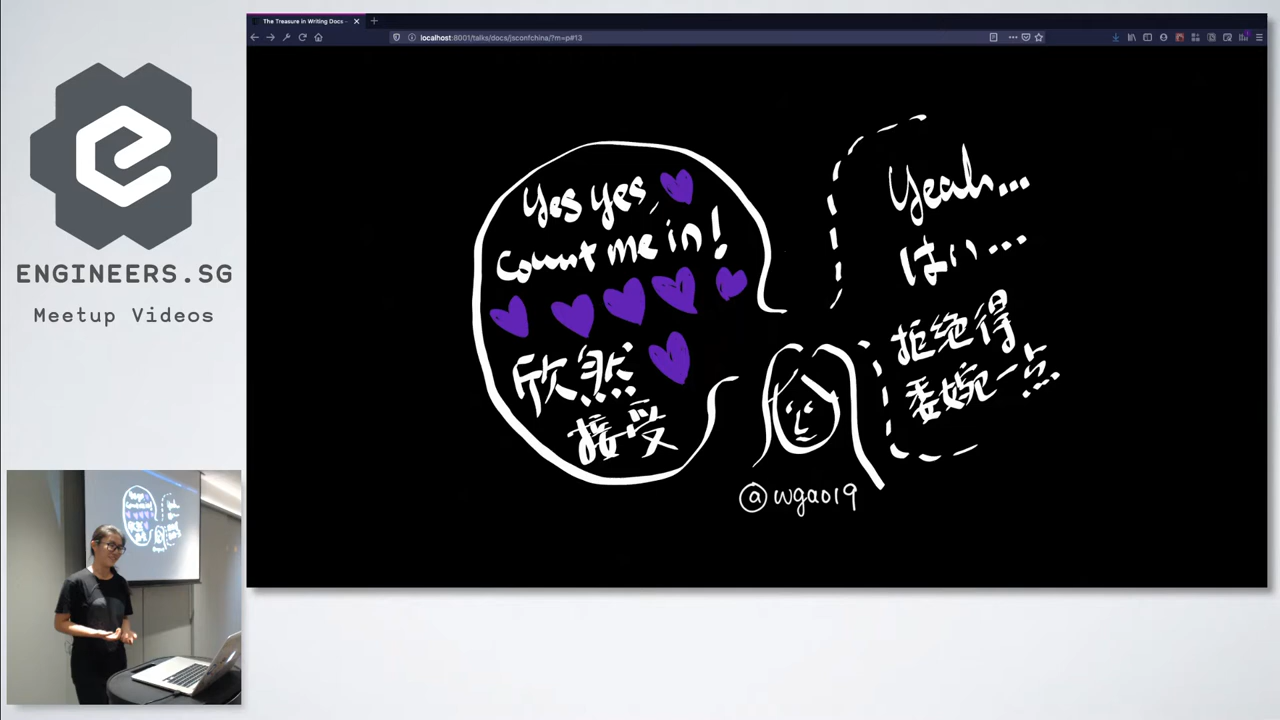 The Treasure in Writing Docs -
localhost:8001/talks/docs/jsconfchina/?m=p#13
ENGINEERS.SG
Meetup Videos
Yes yes,
count me in!
欣然
接受
Yeah...
はい...
拒绝得
委婉一点...
@wgao19